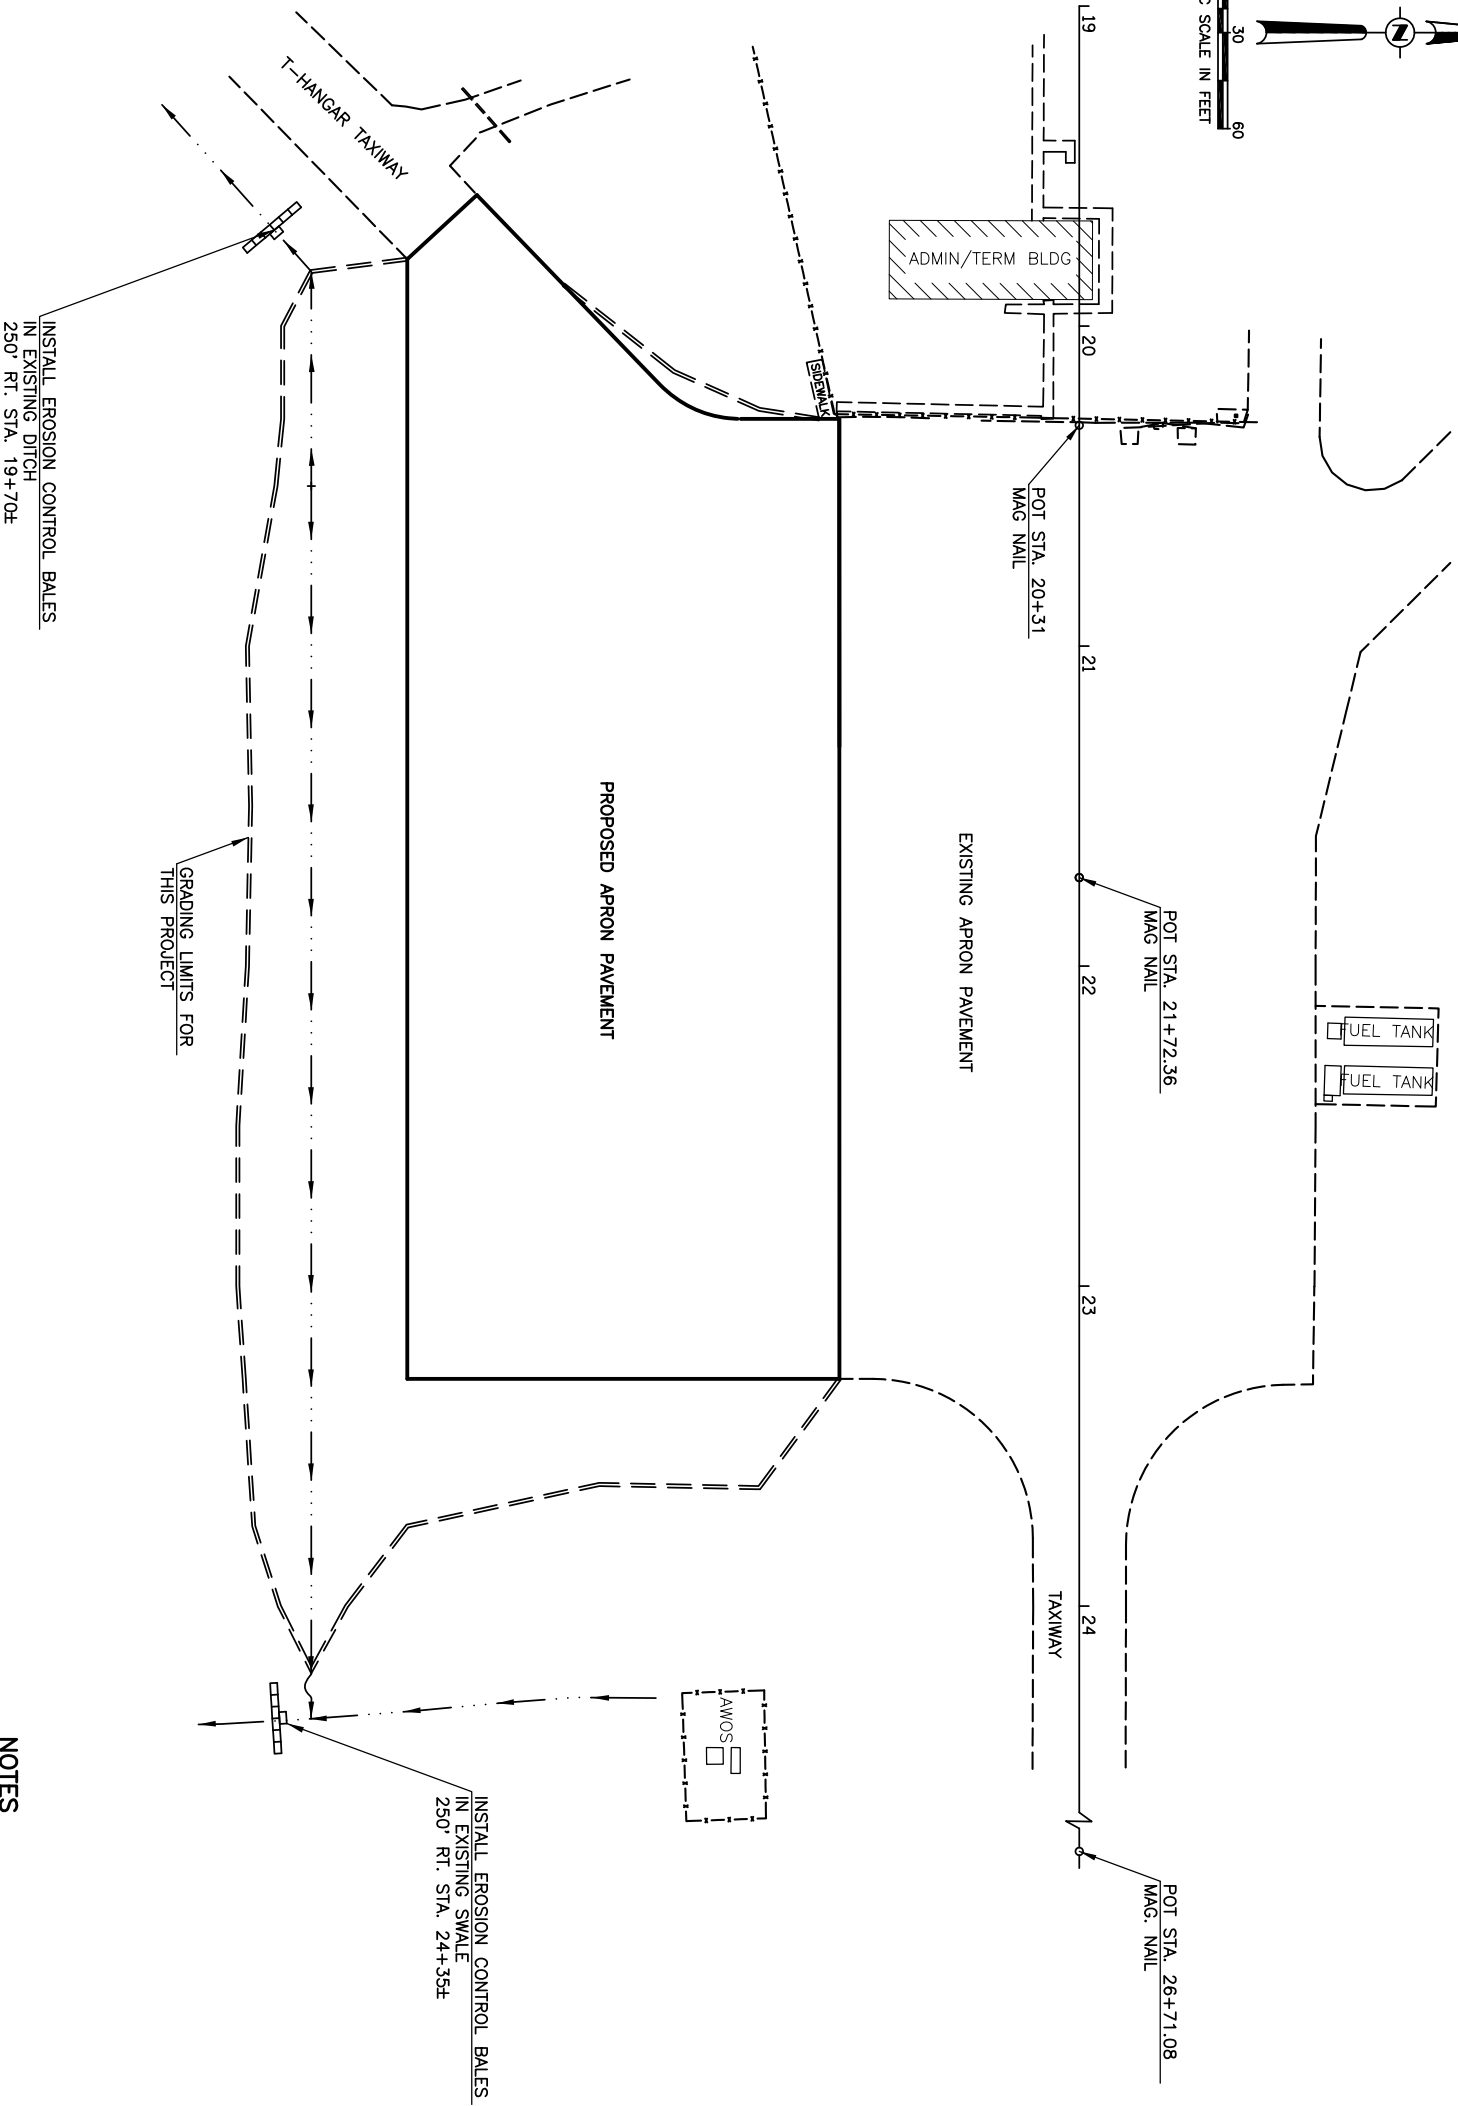 30
60
C SCALE IN FEET
N
19
20
21
22
23
24
T-HANGAR TAXIWAY
ADMIN/TERM BLDG
SIDEWALK
POT STA. 20+31
MAG NAIL
POT STA. 21+72.36
MAG NAIL
FUEL TANK
FUEL TANK
EXISTING APRON PAVEMENT
PROPOSED APRON PAVEMENT
INSTALL EROSION CONTROL BALES
IN EXISTING DITCH
250' RT. STA. 19+70±
GRADING LIMITS FOR
THIS PROJECT
TAXIWAY
AWOS
POT STA. 26+71.08
MAG. NAIL
INSTALL EROSION CONTROL BALES
IN EXISTING SWALE
250' RT. STA. 24+35±
NOTES